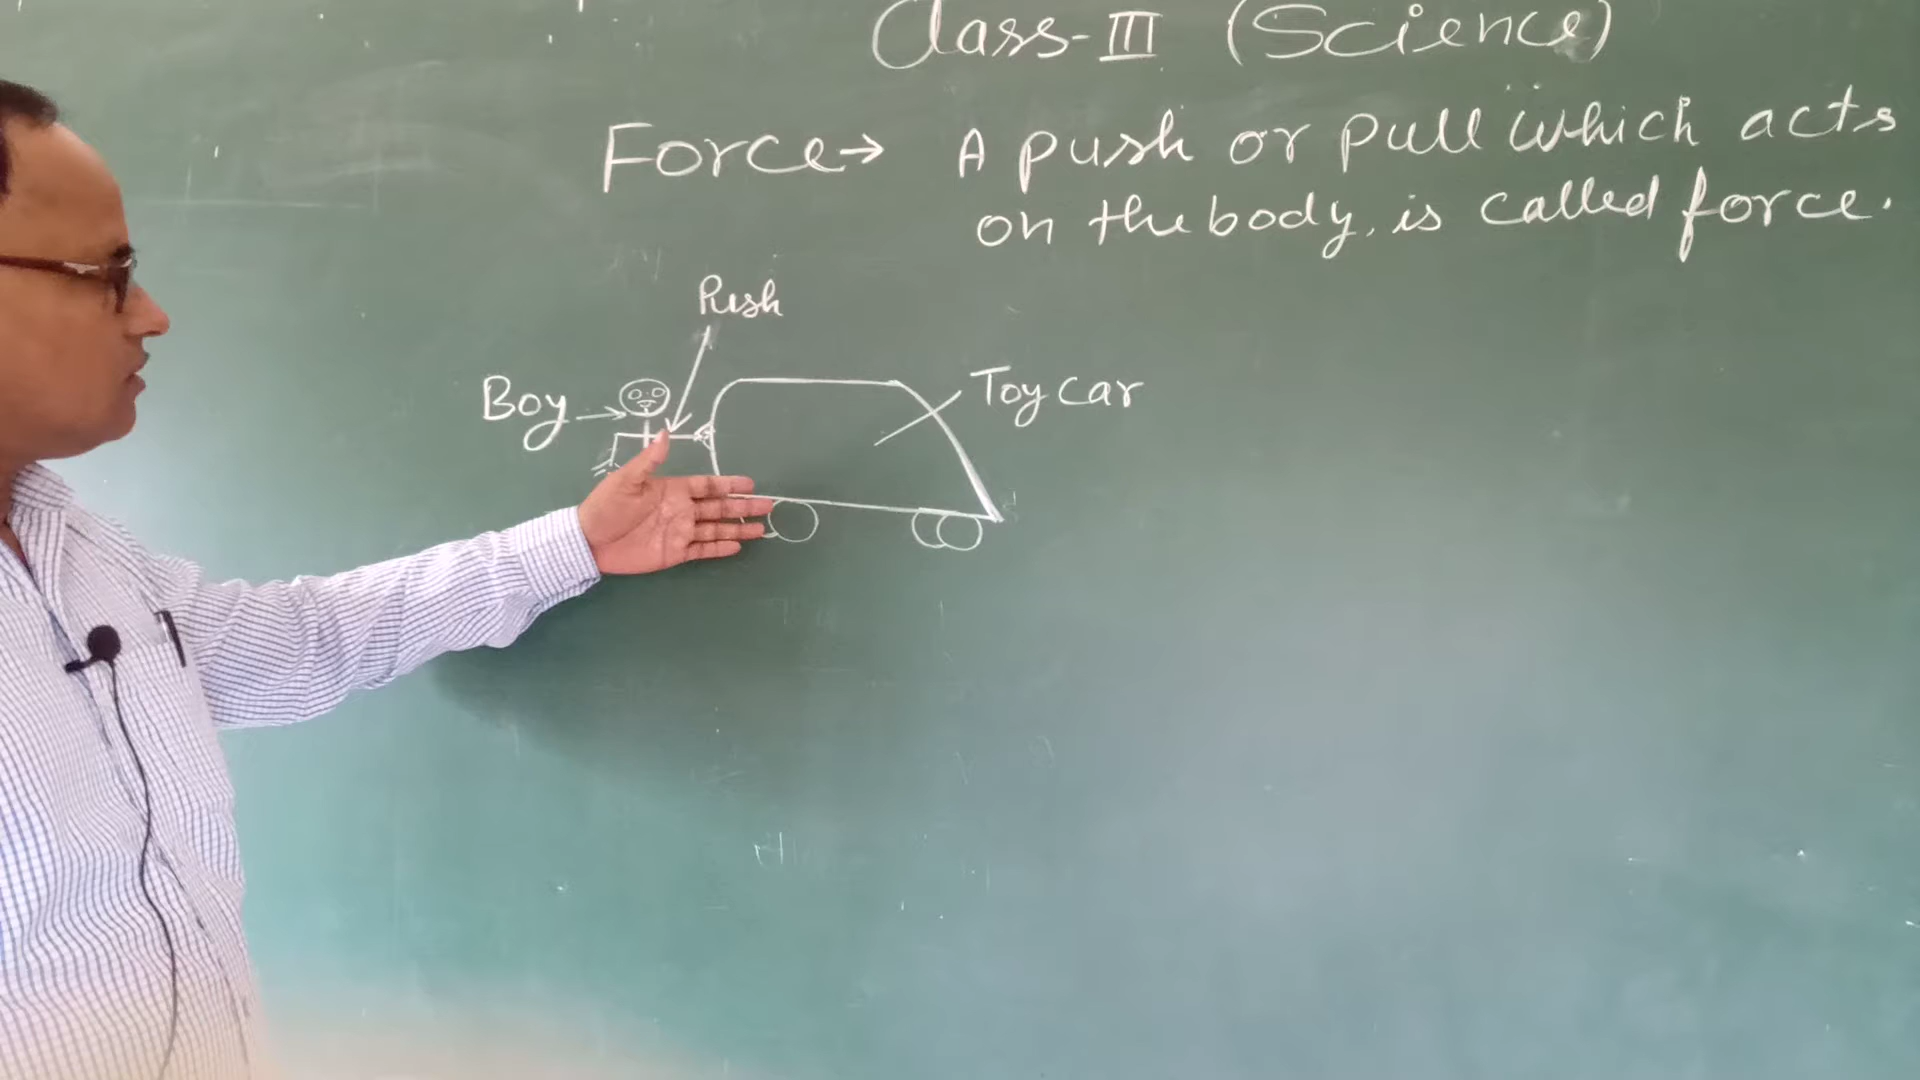 Class-III (Science)
Force→ A push or pull which acts
on the body, is called force.
Push
Boy→
Toy car